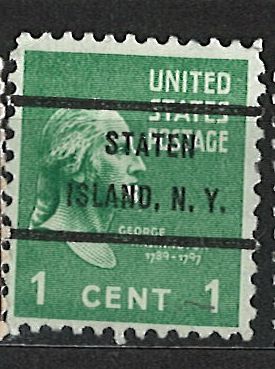 UNITED
STATES
POSTAGE
STATEN
ISLAND, N. Y.
GEORGE
1789-1797
1 CENT 1